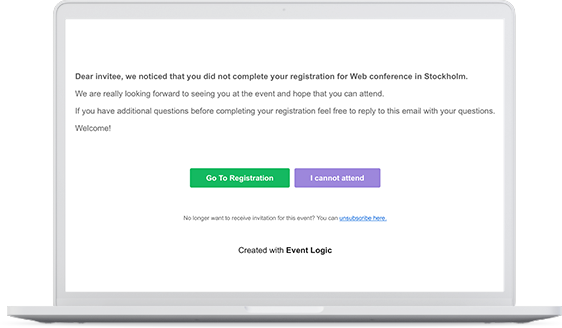 Dear invitee, we noticed that you did not complete your registration for Web conference in Stockholm.
We are really looking forward to seeing you at the event and hope that you can attend.
If you have additional questions before completing your registration feel free to reply to this email with your questions.
Welcome!
Go To Registration I cannot attend
No longer want to receive invitation for this event? You can unsubscribe here.
Created with Event Logic